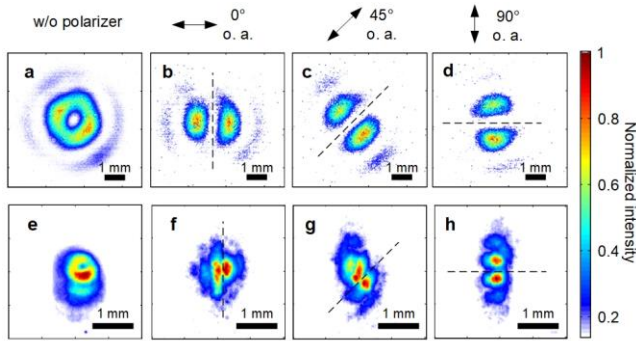 w/o polarizer 0° 45° 90°
o. a. o. a. o. a.
a b c d
1 mm 1 mm 1 mm 1 mm
e f g h
1 mm 1 mm 1 mm 1 mm
1
0.8
0.6
0.4
0.2
Normalized intensity